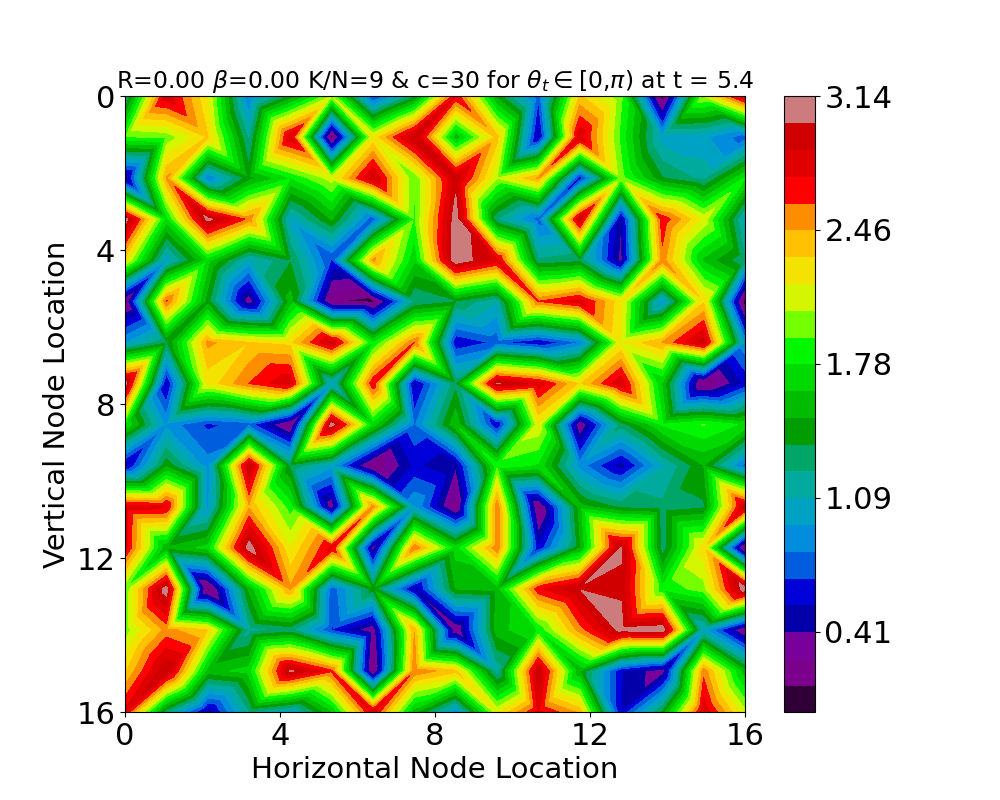 R=0.00 β=0.00 K/N=9 & c=30 for θ_t ∈ [0,π) at t = 5.4
0
4
8
12
16
Vertical Node Location
0 4 8 12 16
Horizontal Node Location
3.14
2.46
1.78
1.09
0.41